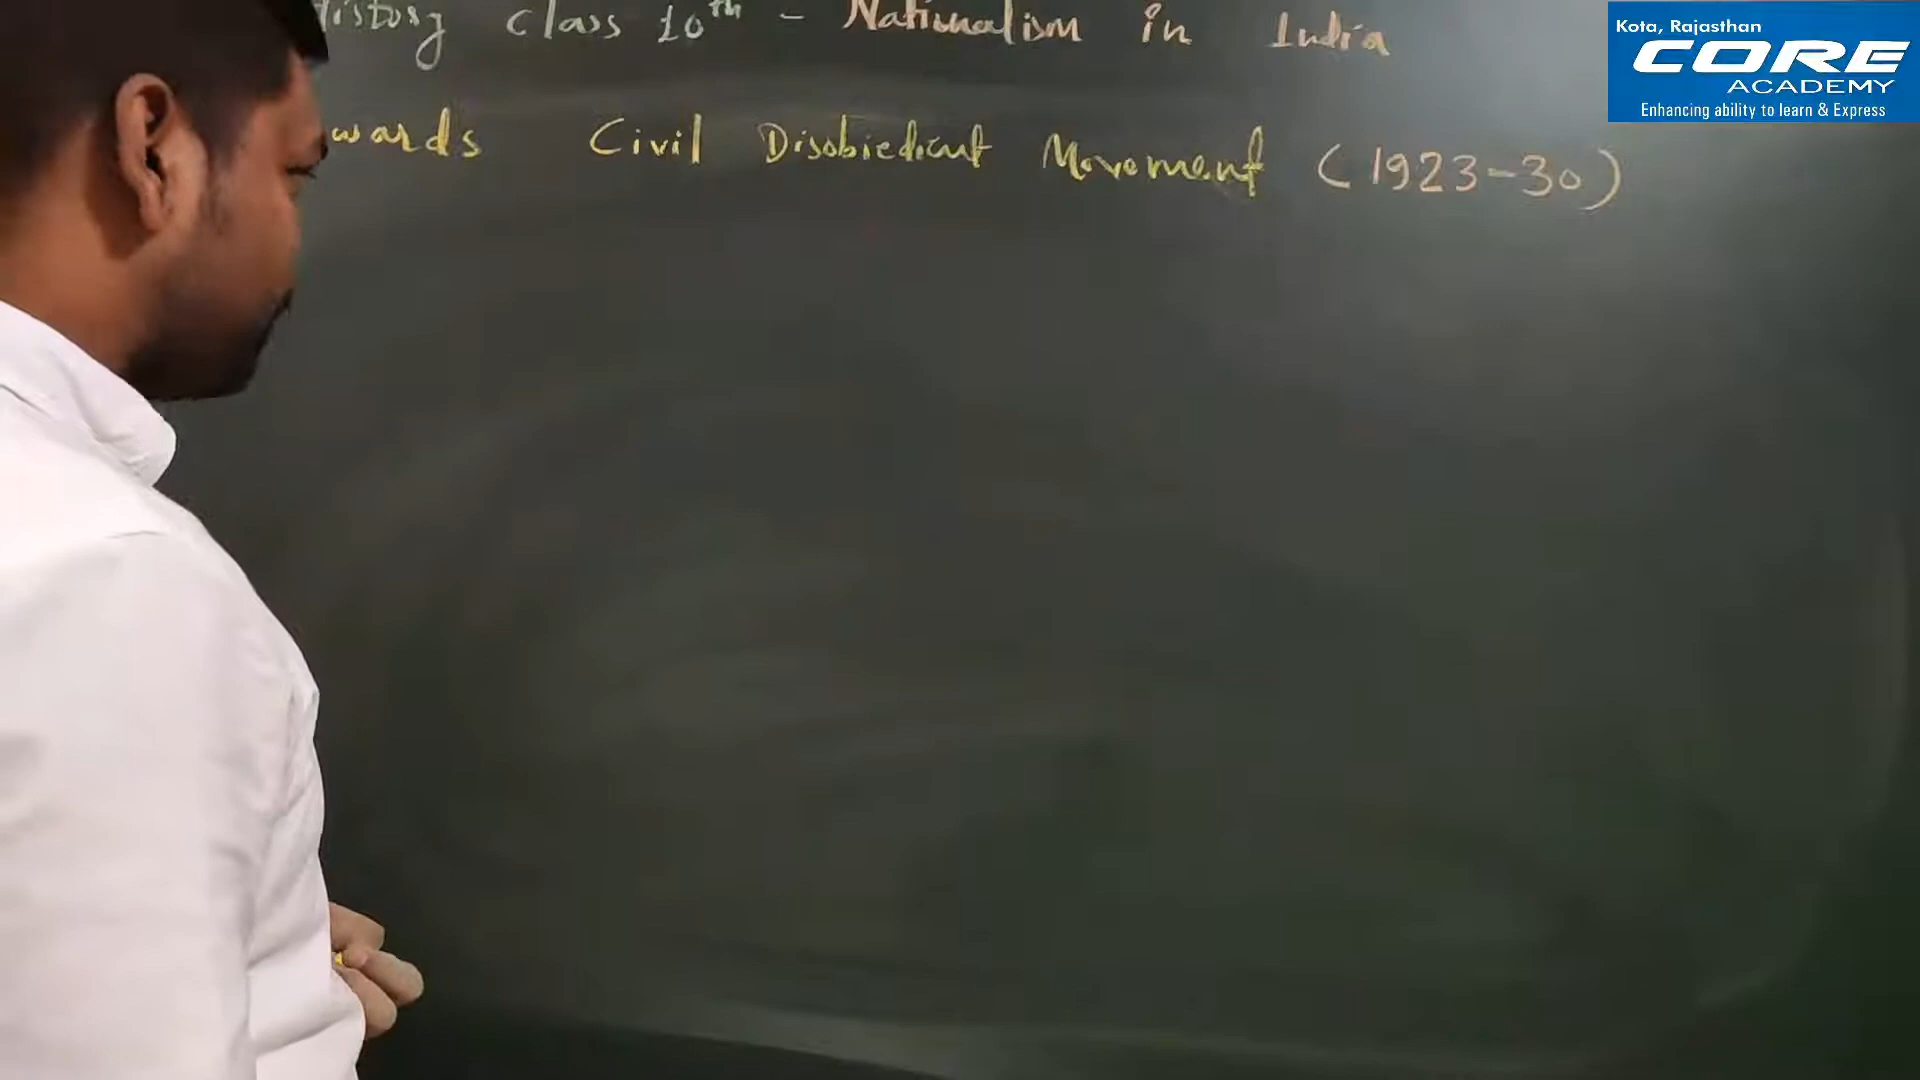 History Class 10th - Nationalism in India
wards Civil Disobiedient Movement (1923-30)
Kota, Rajasthan
CORE
ACADEMY
Enhancing ability to learn & Express